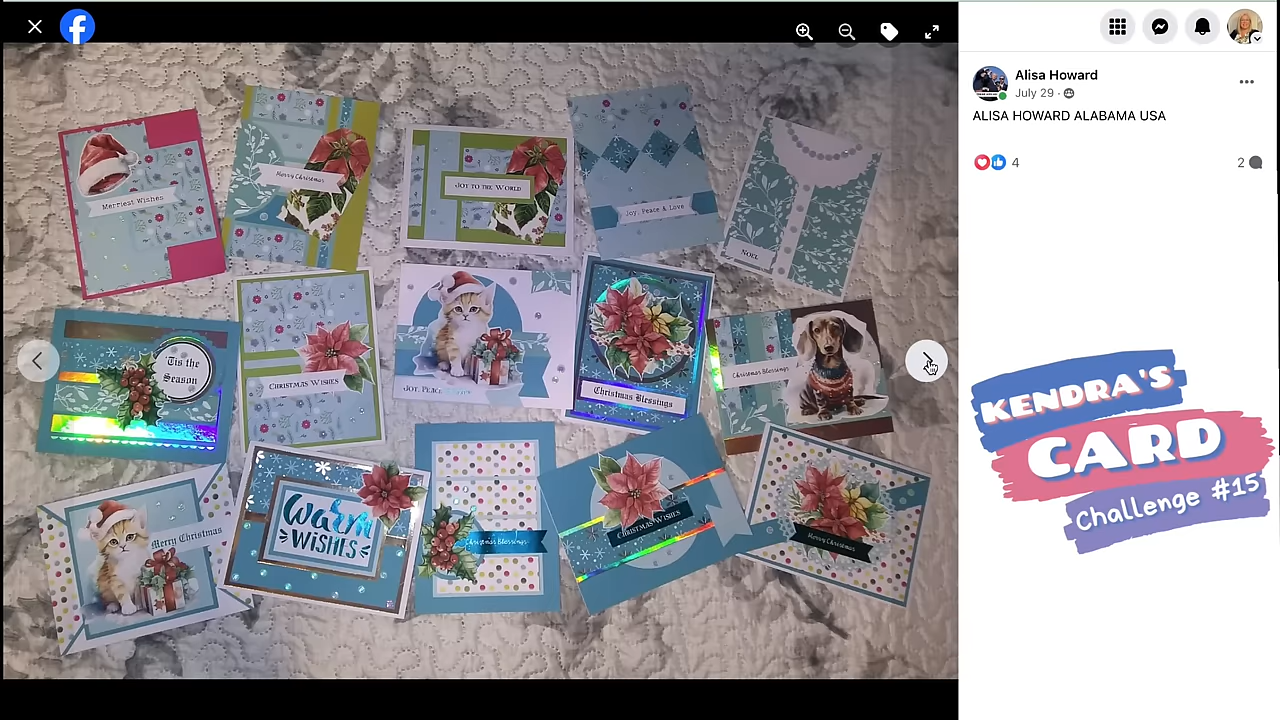 Alisa Howard
July 29
ALISA HOWARD ALABAMA USA
4
2
Merriest Wishes
Merry Christmas
JOY TO THE WORLD
Joy, Peace & Love
NOEL
'Tis the
Season
CHRISTMAS WISHES
JOY, PEACE
Christmas Blessings
Christmas Blessings
Merry Christmas
Warm
WISHES
Christmas Blessings
CHRISTMAS WISHES
Merry Christmas
KENDRA'S
CARD
Challenge #15